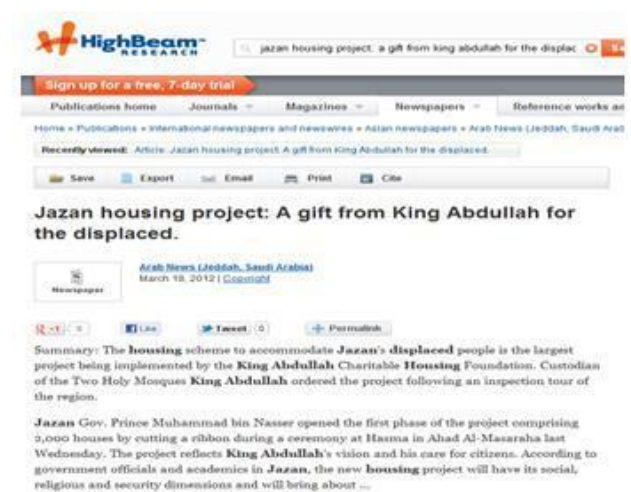 HighBeam™
RESEARCH
jazan housing project: a gift from king abdullah for the displac
Sign up for a free, 7-day trial
Publications home Journals Magazines Newspapers Reference works an
Home » Publications » International newspapers and newswires » Asian newspapers » Arab News (Jeddah, Saudi Arab
Recently viewed: Article: Jazan housing project: A gift from King Abdullah for the displaced.
Save Export Email Print Cite
Jazan housing project: A gift from King Abdullah for
the displaced.
Newspaper
Arab News (Jeddah, Saudi Arabia)
March 18, 2012 | Copyright
+1 0 Like Tweet 0 Permalink
Summary: The housing scheme to accommodate Jazan's displaced people is the largest
project being implemented by the King Abdullah Charitable Housing Foundation. Custodian
of the Two Holy Mosques King Abdullah ordered the project following an inspection tour of
the region.
Jazan Gov. Prince Muhammad bin Nasser opened the first phase of the project comprising
2,000 houses by cutting a ribbon during a ceremony at Hasma in Ahad Al-Masaraha last
Wednesday. The project reflects King Abdullah's vision and his care for citizens. According to
government officials and academics in Jazan, the new housing project will have its social,
religious and security dimensions and will bring about ...